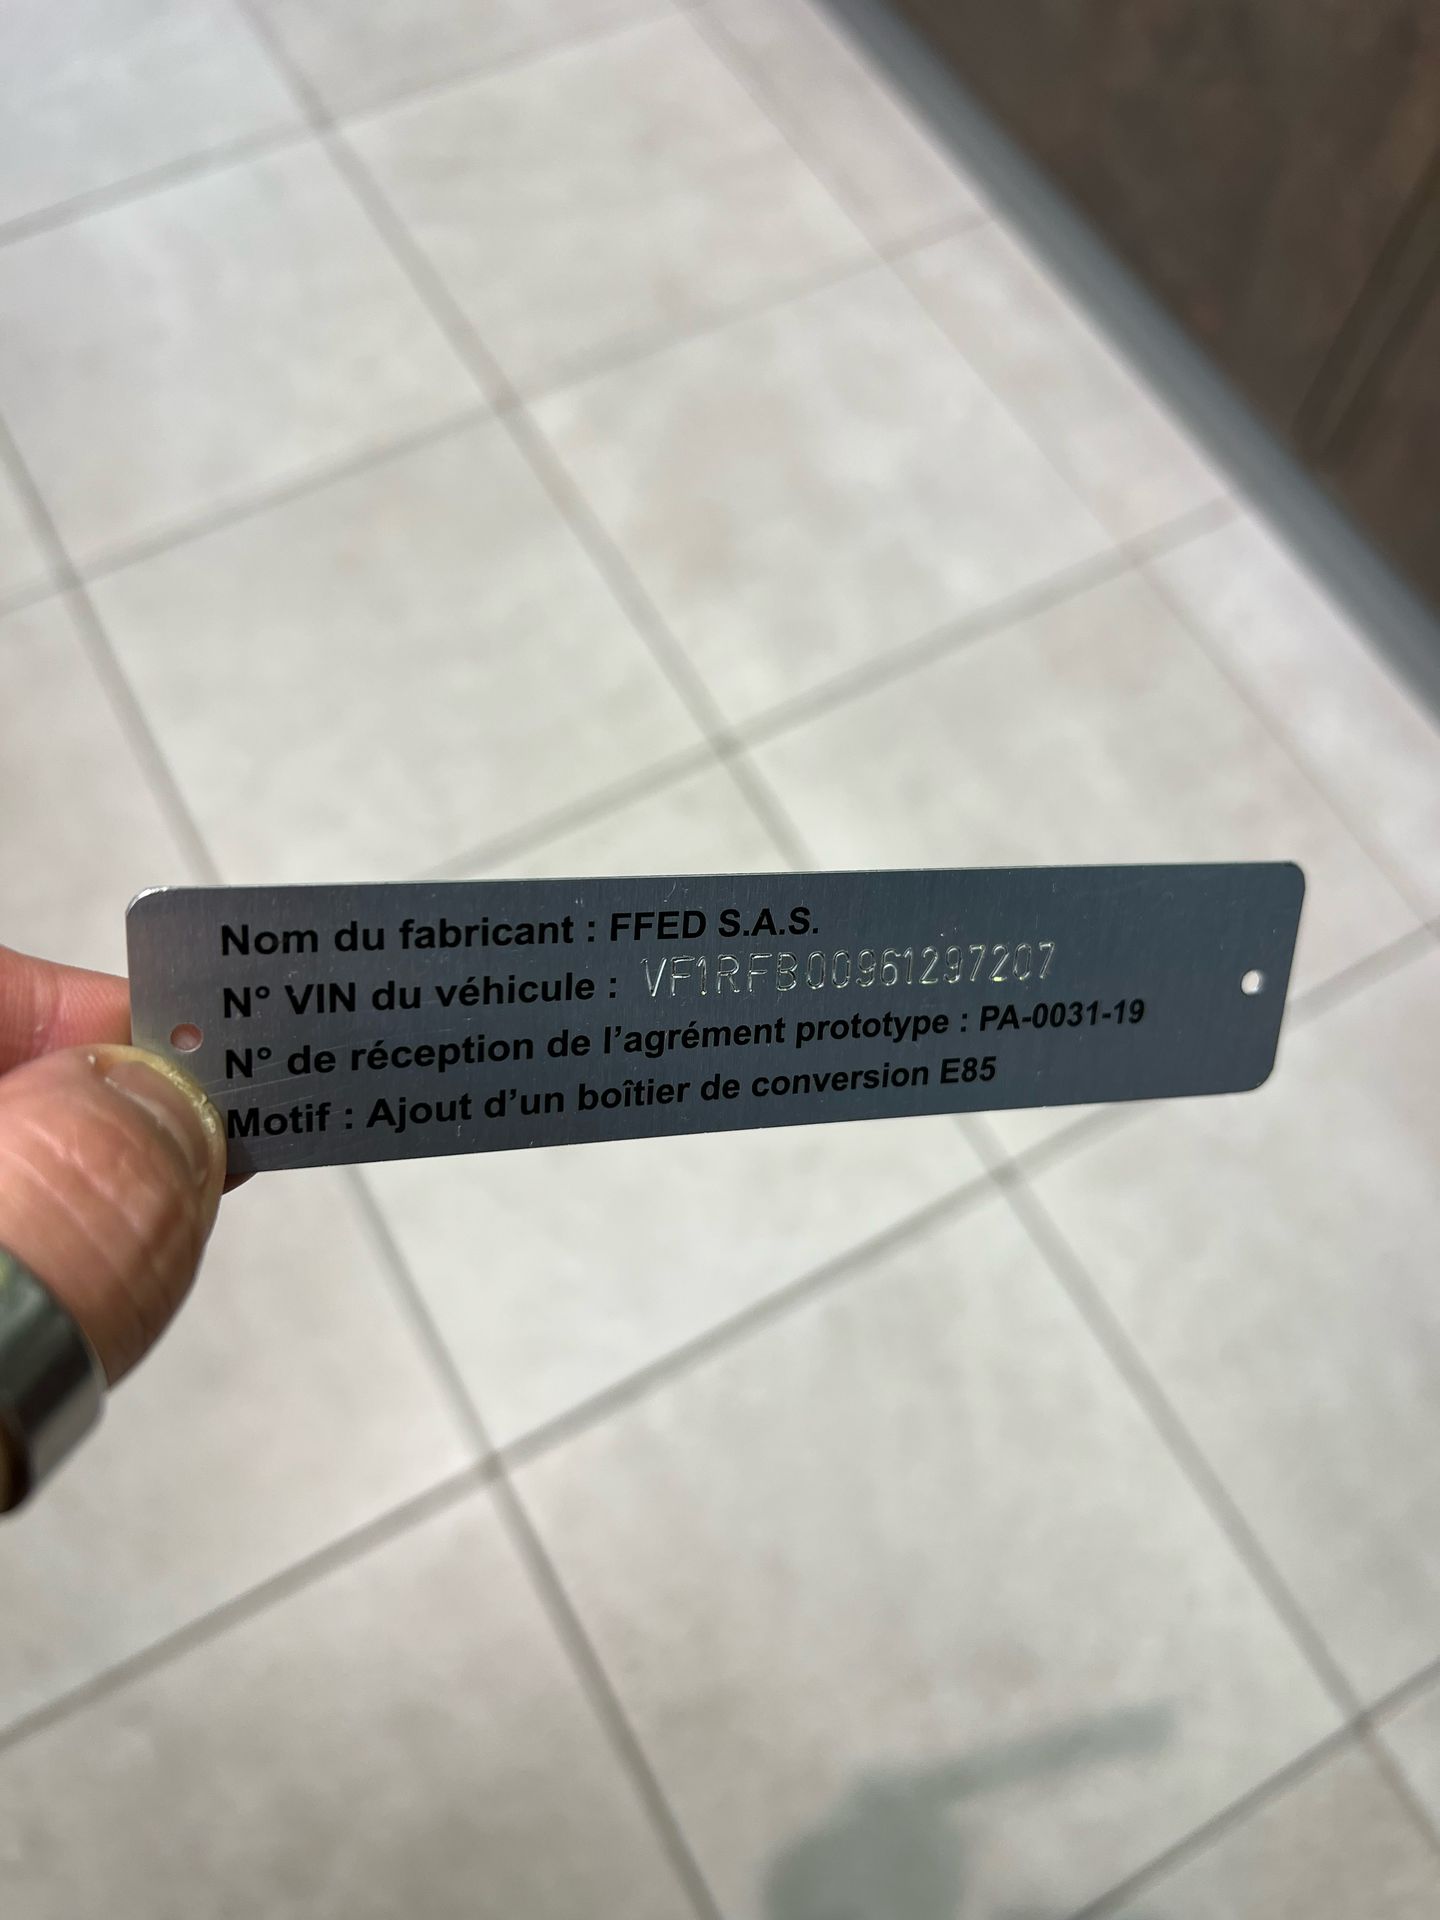 Nom du fabricant : FFED S.A.S.
N° VIN du véhicule : VF1RFB00961297207
N° de réception de l'agrément prototype : PA-0031-19
Motif : Ajout d'un boîtier de conversion E85